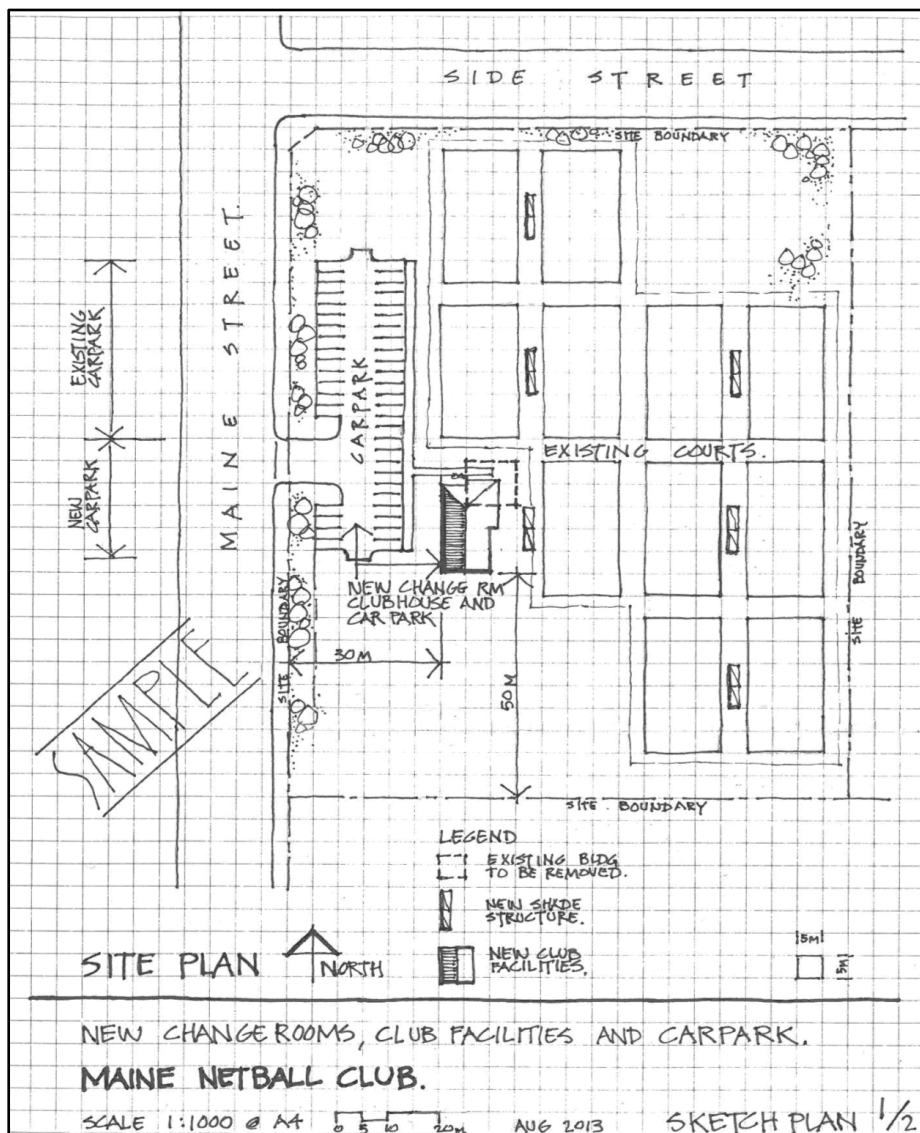 SIDE STREET
SITE BOUNDARY
MAINE STREET.
EXISTING
CARPARK
NEW
CARPARK
CARPARK
EXISTING COURTS.
NEW CHANGE RM
CLUBHOUSE AND
CAR PARK
30M
50M
SITE BOUNDARY
SITE BOUNDARY
SITE BOUNDARY
SAMPLE
LEGEND
EXISTING BLDG
TO BE REMOVED.
NEW SHADE
STRUCTURE.
NEW CLUB
FACILITIES.
5M
5M
SITE PLAN
NORTH
NEW CHANGEROOMS, CLUB FACILITIES AND CARPARK.
MAINE NETBALL CLUB.
SCALE 1:1000 @ A4
0 5 10 20M
AUG 2013
SKETCH PLAN 1/2